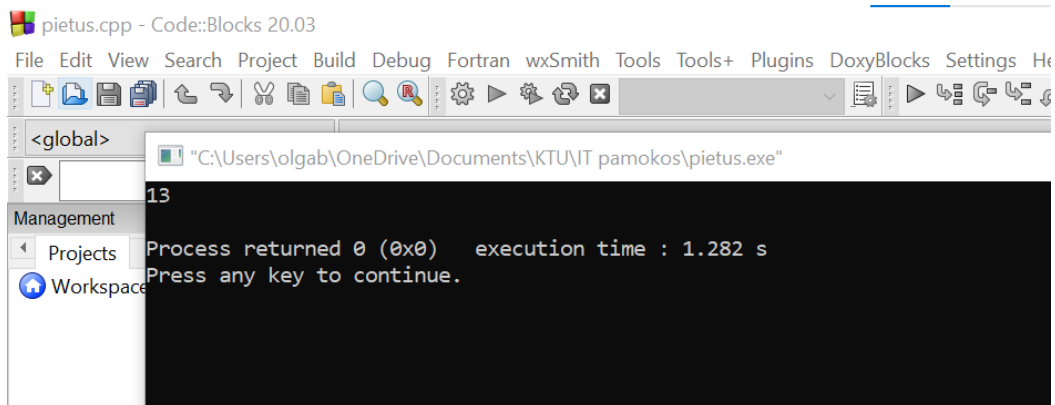 pietus.cpp - Code::Blocks 20.03
File Edit View Search Project Build Debug Fortran wxSmith Tools Tools+ Plugins DoxyBlocks Settings He
<global>
"C:\Users\olgab\OneDrive\Documents\KTU\IT pamokos\pietus.exe"
13
Management
Projects
Workspace
Process returned 0 (0x0)   execution time : 1.282 s
Press any key to continue.